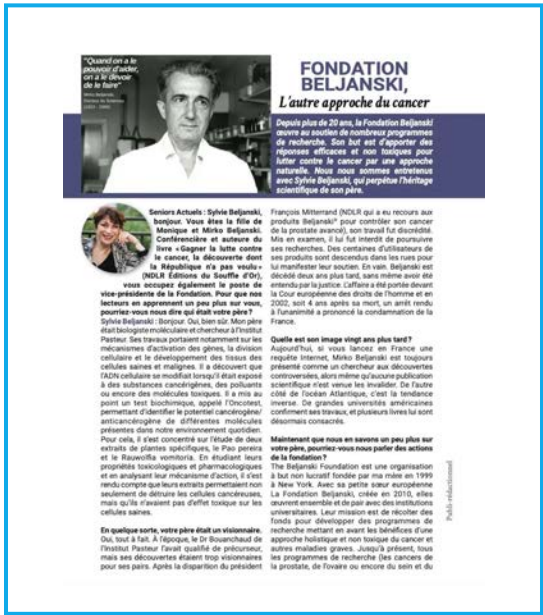 "Quand on a le
pouvoir d'aider,
on a le devoir
de le faire"
Mirko Beljanski,
Docteur ès Sciences
(1923 - 1998)
FONDATION
BELJANSKI,
L'autre approche du cancer
Depuis plus de 20 ans, la Fondation Beljanski
œuvre au soutien de nombreux programmes
de recherche. Son but est d'apporter des
réponses efficaces et non toxiques pour
lutter contre le cancer par une approche
naturelle. Nous nous sommes entretenus
avec Sylvie Beljanski, qui perpétue l'héritage
scientifique de son père.
Seniors Actuels : Sylvie Beljanski,
bonjour. Vous êtes la fille de
Monique et Mirko Beljanski.
Conférencière et auteure du
livre « Gagner la lutte contre
le cancer, la découverte dont
la République n'a pas voulu »
(NDLR Éditions du Souffle d'Or),
vous occupez également le poste de
vice-présidente de la Fondation. Pour que nos
lecteurs en apprennent un peu plus sur vous,
pourriez-vous nous dire qui était votre père ?
Sylvie Beljanski : Bonjour. Oui, bien sûr. Mon père
était biologiste moléculaire et chercheur à l'Institut
Pasteur. Ses travaux portaient notamment sur les
mécanismes d'activation des gènes, la division
cellulaire et le développement des tissus des
cellules saines et malignes. Il a découvert que
l'ADN cellulaire se modifiait lorsqu'il était exposé
à des substances cancérigènes, des polluants
ou encore des molécules toxiques. Il a mis au
point un test biochimique, appelé l'Oncotest,
permettant d'identifier le potentiel cancérogène/
anticancérogène de différentes molécules
présentes dans notre environnement quotidien.
Pour cela, il s'est concentré sur l'étude de deux
extraits de plantes spécifiques, le Pao pereira
et le Rauwolfia vomitoria. En étudiant leurs
propriétés toxicologiques et pharmacologiques
et en analysant leur mécanisme d'action, il s'est
rendu compte que leurs extraits permettaient non
seulement de détruire les cellules cancéreuses,
mais qu'ils n'avaient pas d'effet toxique sur les
cellules saines.
En quelque sorte, votre père était un visionnaire.
Oui, tout à fait. À l'époque, le Dr Bouanchaud de
l'Institut Pasteur l'avait qualifié de précurseur,
mais ses découvertes étaient trop visionnaires
pour ses pairs. Après la disparition du président
François Mitterrand (NDLR qui a eu recours aux
produits Beljanski® pour contrôler son cancer
de la prostate avancé), son travail fut discrédité.
Mis en examen, il lui fut interdit de poursuivre
ses recherches. Des centaines d'utilisateurs de
ses produits sont descendus dans les rues pour
lui manifester leur soutien. En vain. Beljanski est
décédé deux ans plus tard, sans même avoir été
entendu par la justice. L'affaire a été portée devant
la Cour européenne des droits de l'homme et en
2002, soit 4 ans après sa mort, un arrêt rendu
à l'unanimité a prononcé la condamnation de la
France.
Quelle est son image vingt ans plus tard ?
Aujourd'hui, si vous lancez en France une
requête Internet, Mirko Beljanski est toujours
présenté comme un chercheur aux découvertes
controversées, alors même qu'aucune publication
scientifique n'est venue les invalider. De l'autre
côté de l'océan Atlantique, c'est la tendance
inverse. De grandes universités américaines
confirment ses travaux, et plusieurs livres lui sont
désormais consacrés.
Maintenant que nous en savons un peu plus sur
votre père, pourriez-vous nous parler des actions
de la fondation ?
The Beljanski Foundation est une organisation
à but non lucratif fondée par ma mère en 1999
à New York. Avec sa petite sœur européenne
La Fondation Beljanski, créée en 2010, elles
œuvrent ensemble et de pair avec des institutions
universitaires. Leur mission est de récolter des
fonds pour développer des programmes de
recherche mettant en avant les bénéfices d'une
approche holistique et non toxique du cancer et
autres maladies graves. Jusqu'à présent, tous
les programmes de recherche (les cancers de
la prostate, de l'ovaire ou encore du sein et du
Publi-rédactionnel